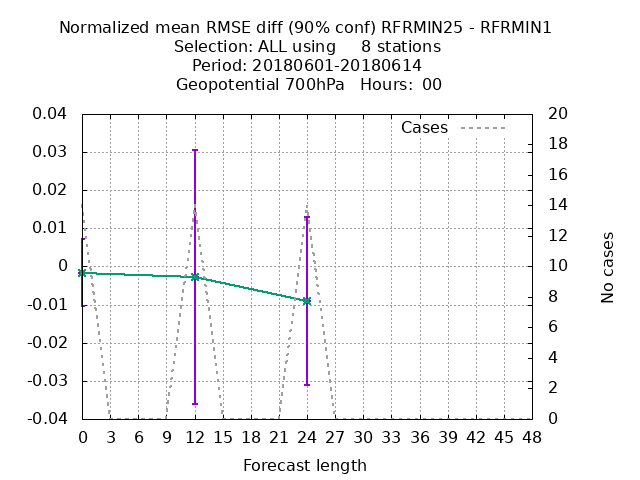 Normalized mean RMSE diff (90% conf) RFRMIN25 - RFRMIN1
Selection: ALL using     8 stations
Period: 20180601-20180614
Geopotential 700hPa   Hours:  00
Cases
0.04
0.03
0.02
0.01
0
-0.01
-0.02
-0.03
-0.04
20
18
16
14
12
10
8
6
4
2
0
No cases
0 3 6 9 12 15 18 21 24 27 30 33 36 39 42 45 48
Forecast length